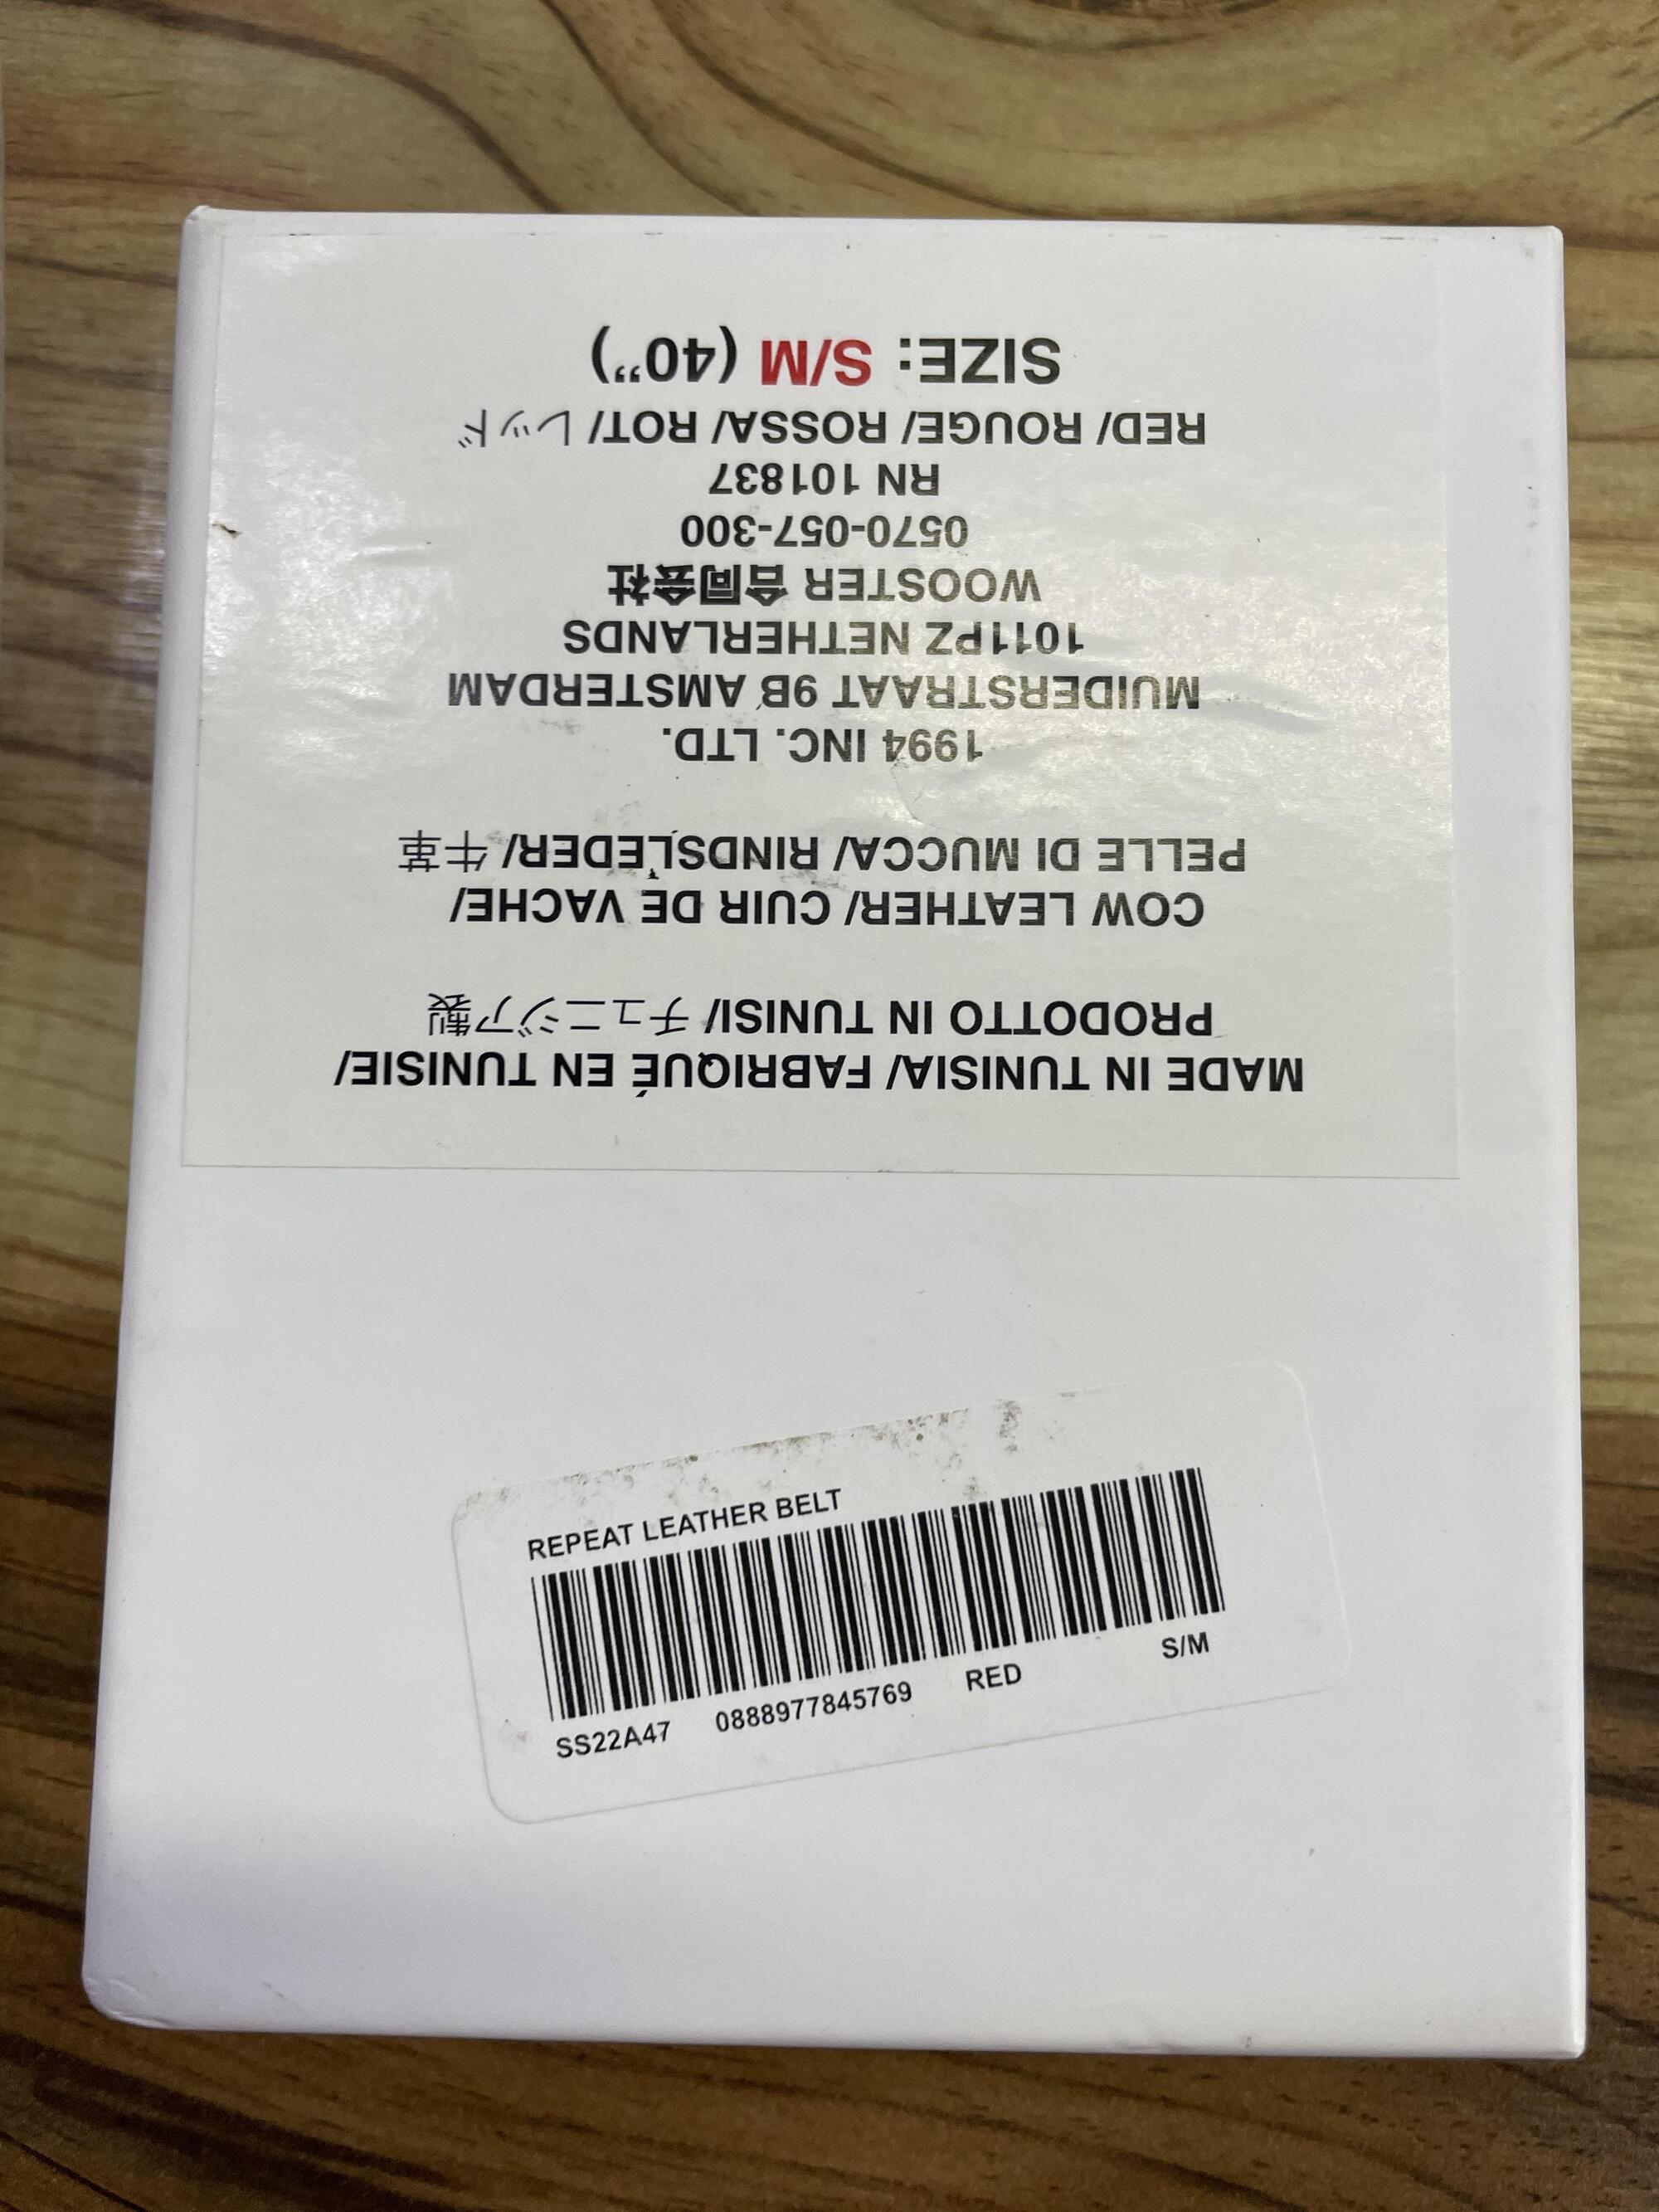 MADE IN TUNISIA/ FABRIQUÉ EN TUNISIE/
PRODOTTO IN TUNISI/ チュニジア製
COW LEATHER/ CUIR DE VACHE/
PELLE DI MUCCA/ RINDSLEDER/ 牛革
1994 INC. LTD.
MUIDERSTRAAT 9B AMSTERDAM
1011PZ NETHERLANDS
WOOSTER 合同会社
0570-057-300
RN 101837
RED/ ROUGE/ ROSSA/ ROT/ レッド
SIZE: S/M (40”)
REPEAT LEATHER BELT
SS22A47 0888977845769 RED S/M